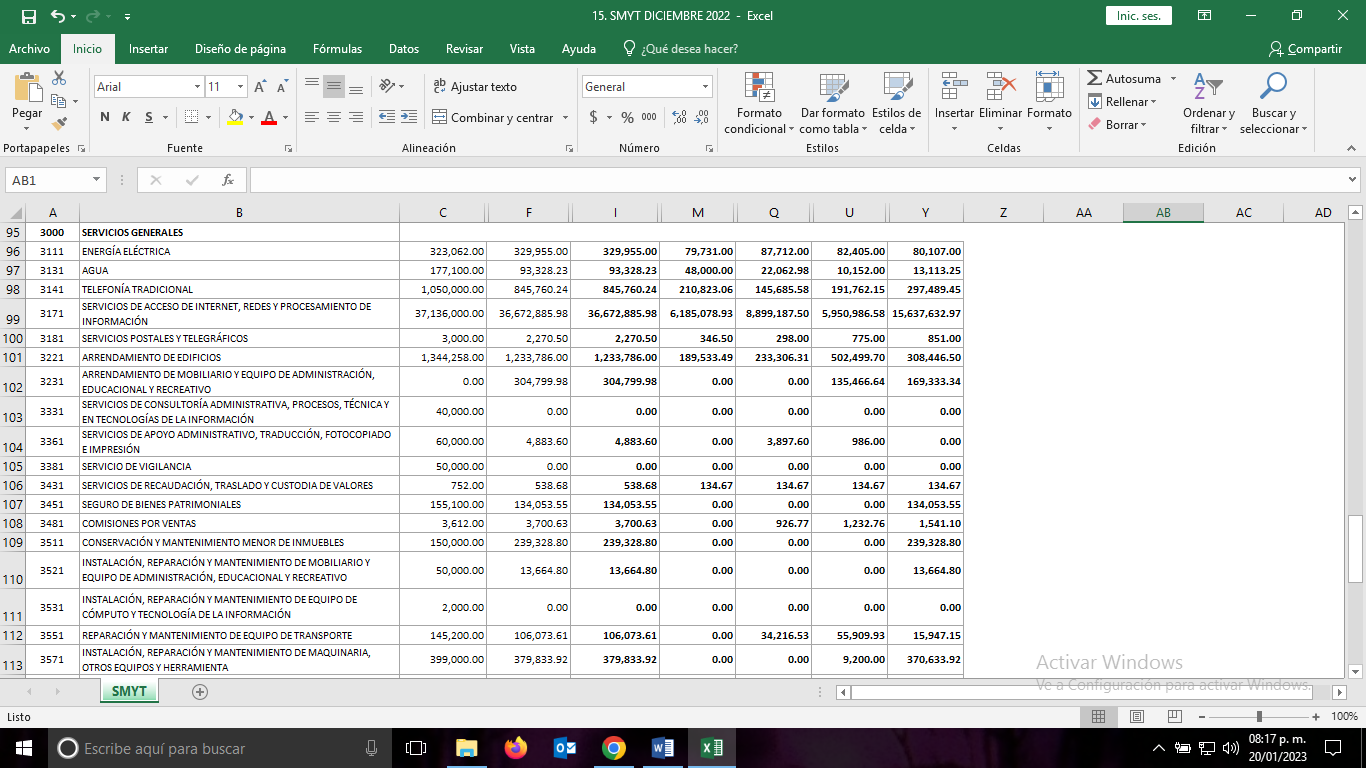 15. SMYT DICIEMBRE 2022 - Excel
Inic. ses.
Archivo Inicio Insertar Diseño de página Fórmulas Datos Revisar Vista Ayuda ¿Qué desea hacer? Compartir
Pegar
Arial 11
N K S
Ajustar texto
Combinar y centrar
General
$ % 000
Formato condicional
Dar formato como tabla
Estilos de celda
Insertar Eliminar Formato
Autosuma
Rellenar
Borrar
Ordenar y filtrar
Buscar y seleccionar
Portapapeles Fuente Alineación Número Estilos Celdas Edición
AB1 fx
A B C F I M Q U Y Z AA AB AC AD
95 3000 SERVICIOS GENERALES
96 3111 ENERGÍA ELÉCTRICA 323,062.00 329,955.00 329,955.00 79,731.00 87,712.00 82,405.00 80,107.00
97 3131 AGUA 177,100.00 93,328.23 93,328.23 48,000.00 22,062.98 10,152.00 13,113.25
98 3141 TELEFONÍA TRADICIONAL 1,050,000.00 845,760.24 845,760.24 210,823.06 145,685.58 191,762.15 297,489.45
99 3171 SERVICIOS DE ACCESO DE INTERNET, REDES Y PROCESAMIENTO DE INFORMACIÓN 37,136,000.00 36,672,885.98 36,672,885.98 6,185,078.93 8,899,187.50 5,950,986.58 15,637,632.97
100 3181 SERVICIOS POSTALES Y TELEGRÁFICOS 3,000.00 2,270.50 2,270.50 346.50 298.00 775.00 851.00
101 3221 ARRENDAMIENTO DE EDIFICIOS 1,344,258.00 1,233,786.00 1,233,786.00 189,533.49 233,306.31 502,499.70 308,446.50
102 3231 ARRENDAMIENTO DE MOBILIARIO Y EQUIPO DE ADMINISTRACIÓN, EDUCACIONAL Y RECREATIVO 0.00 304,799.98 304,799.98 0.00 0.00 135,466.64 169,333.34
103 3331 SERVICIOS DE CONSULTORÍA ADMINISTRATIVA, PROCESOS, TÉCNICA Y EN TECNOLOGÍAS DE LA INFORMACIÓN 40,000.00 0.00 0.00 0.00 0.00 0.00 0.00
104 3361 SERVICIOS DE APOYO ADMINISTRATIVO, TRADUCCIÓN, FOTOCOPIADO E IMPRESIÓN 60,000.00 4,883.60 4,883.60 0.00 3,897.60 986.00 0.00
105 3381 SERVICIO DE VIGILANCIA 50,000.00 0.00 0.00 0.00 0.00 0.00 0.00
106 3431 SERVICIOS DE RECAUDACIÓN, TRASLADO Y CUSTODIA DE VALORES 752.00 538.68 538.68 134.67 134.67 134.67 134.67
107 3451 SEGURO DE BIENES PATRIMONIALES 155,100.00 134,053.55 134,053.55 0.00 0.00 0.00 134,053.55
108 3481 COMISIONES POR VENTAS 3,612.00 3,700.63 3,700.63 0.00 926.77 1,232.76 1,541.10
109 3511 CONSERVACIÓN Y MANTENIMIENTO MENOR DE INMUEBLES 150,000.00 239,328.80 239,328.80 0.00 0.00 0.00 239,328.80
110 3521 INSTALACIÓN, REPARACIÓN Y MANTENIMIENTO DE MOBILIARIO Y EQUIPO DE ADMINISTRACIÓN, EDUCACIONAL Y RECREATIVO 50,000.00 13,664.80 13,664.80 0.00 0.00 0.00 13,664.80
111 3531 INSTALACIÓN, REPARACIÓN Y MANTENIMIENTO DE EQUIPO DE CÓMPUTO Y TECNOLOGÍA DE LA INFORMACIÓN 2,000.00 0.00 0.00 0.00 0.00 0.00 0.00
112 3551 REPARACIÓN Y MANTENIMIENTO DE EQUIPO DE TRANSPORTE 145,200.00 106,073.61 106,073.61 0.00 34,216.53 55,909.93 15,947.15
113 3571 INSTALACIÓN, REPARACIÓN Y MANTENIMIENTO DE MAQUINARIA, OTROS EQUIPOS Y HERRAMIENTA 399,000.00 379,833.92 379,833.92 0.00 0.00 9,200.00 370,633.92
Activar Windows
Ve a Configuración para activar Windows.
SMYT
Listo
100%
Escribe aquí para buscar
08:17 p. m.
20/01/2023